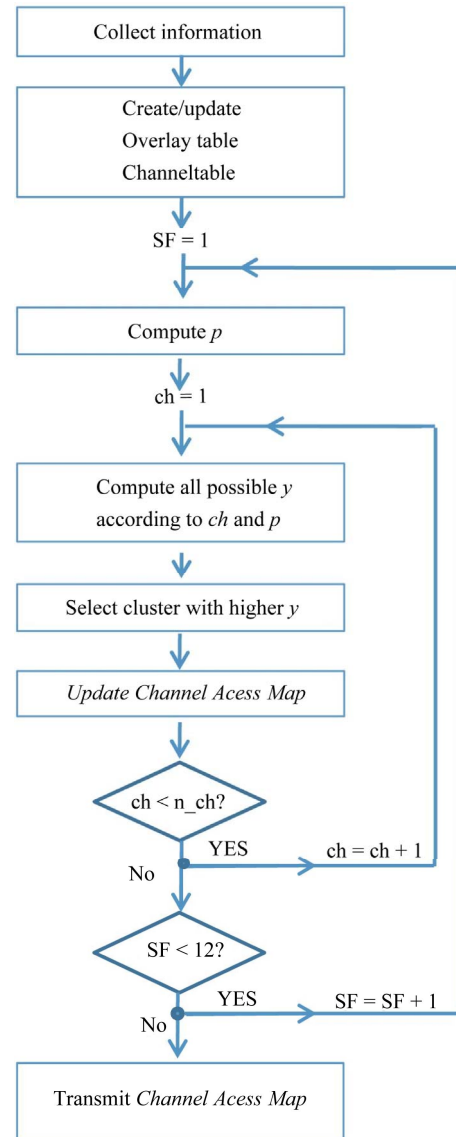 Collect information
Create/update
Overlay table
Channeltable
SF = 1
Compute p
ch = 1
Compute all possible y
according to ch and p
Select cluster with higher y
Update Channel Acess Map
ch < n_ch?
YES
ch = ch + 1
No
SF < 12?
YES
SF = SF + 1
No
Transmit Channel Acess Map